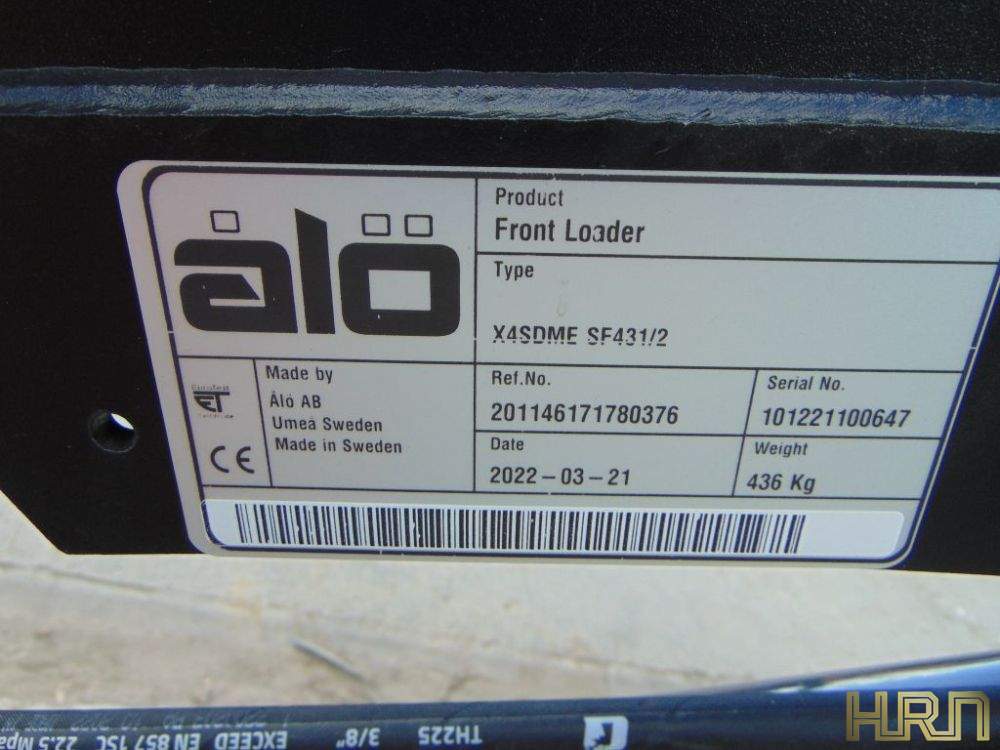 ålö
Product
Front Loader
Type
X4SDME SF431/2
Made by
Ålö AB
Umeå Sweden
Made in Sweden
CE
Ref.No.
201146171780376
Serial No.
101221100647
Date
2022-03-21
Weight
436 Kg
EXCEED EN 857 1SC 22.5 Mpa
3/8" TH225
HRN